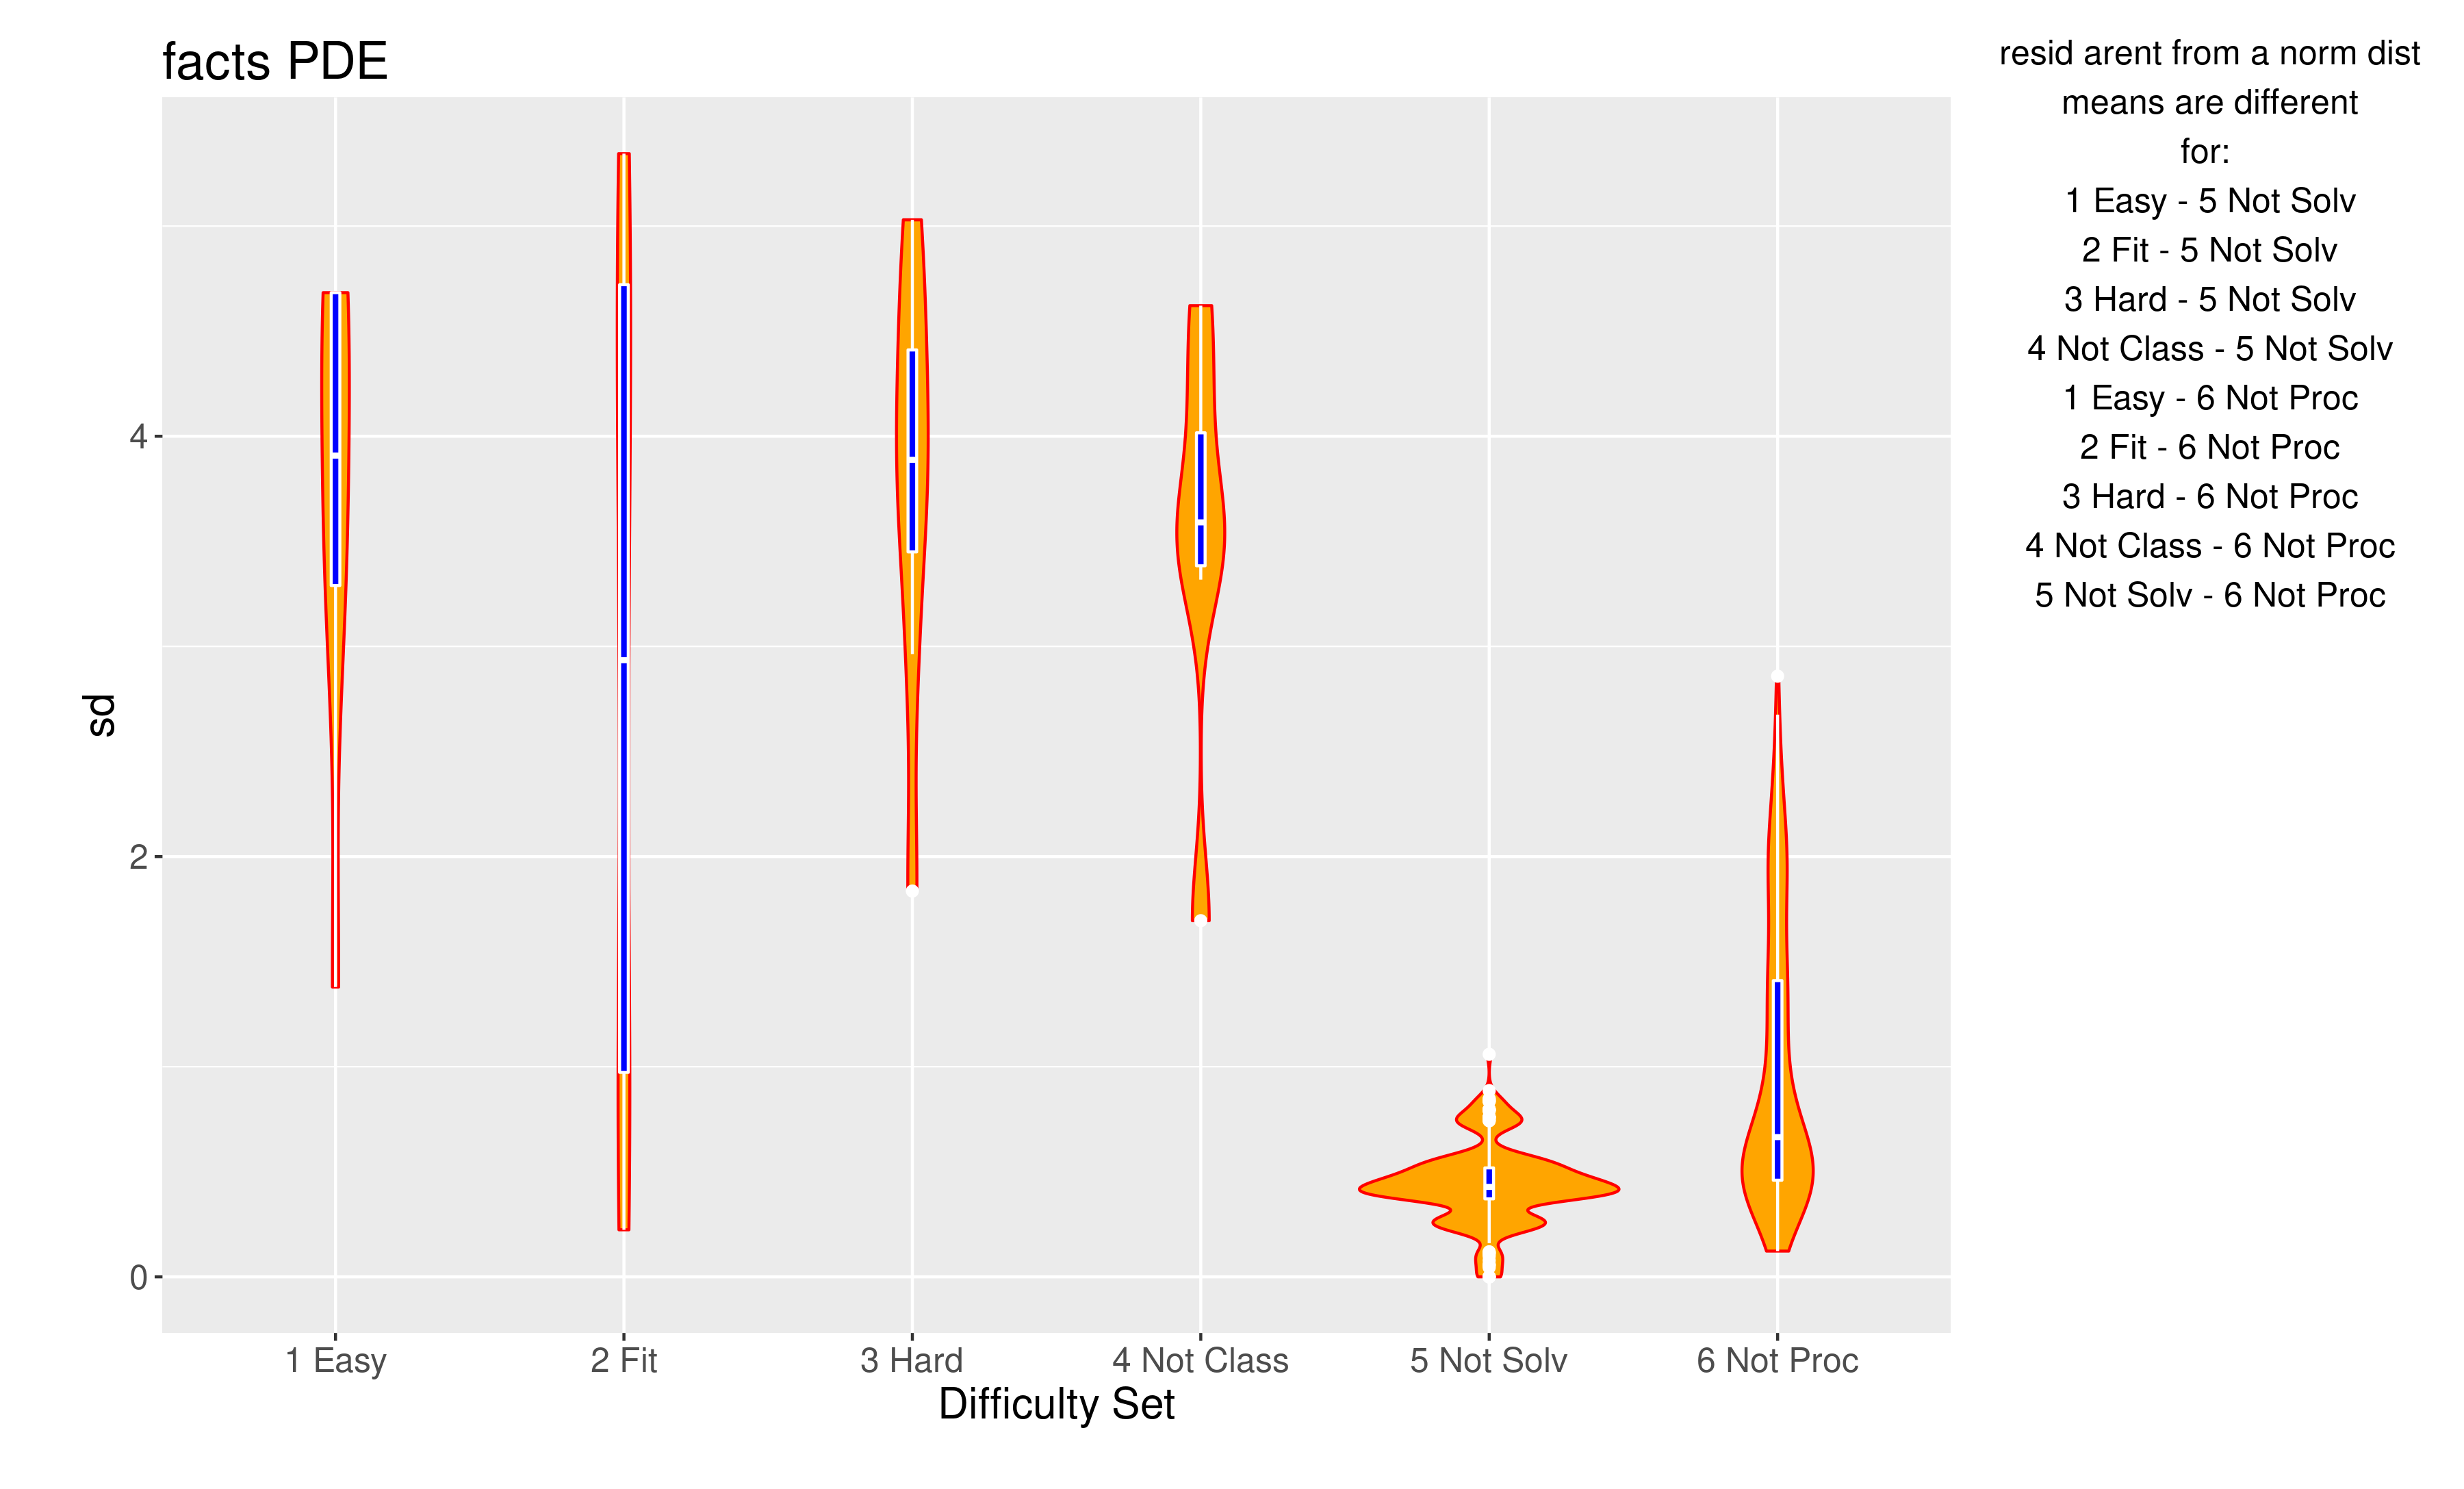 facts PDE
resid arent from a norm dist
means are different
for:
1 Easy - 5 Not Solv
2 Fit - 5 Not Solv
3 Hard - 5 Not Solv
4 Not Class - 5 Not Solv
1 Easy - 6 Not Proc
2 Fit - 6 Not Proc
3 Hard - 6 Not Proc
4 Not Class - 6 Not Proc
5 Not Solv - 6 Not Proc
sd
4
2
0
1 Easy
2 Fit
3 Hard
4 Not Class
5 Not Solv
6 Not Proc
Difficulty Set